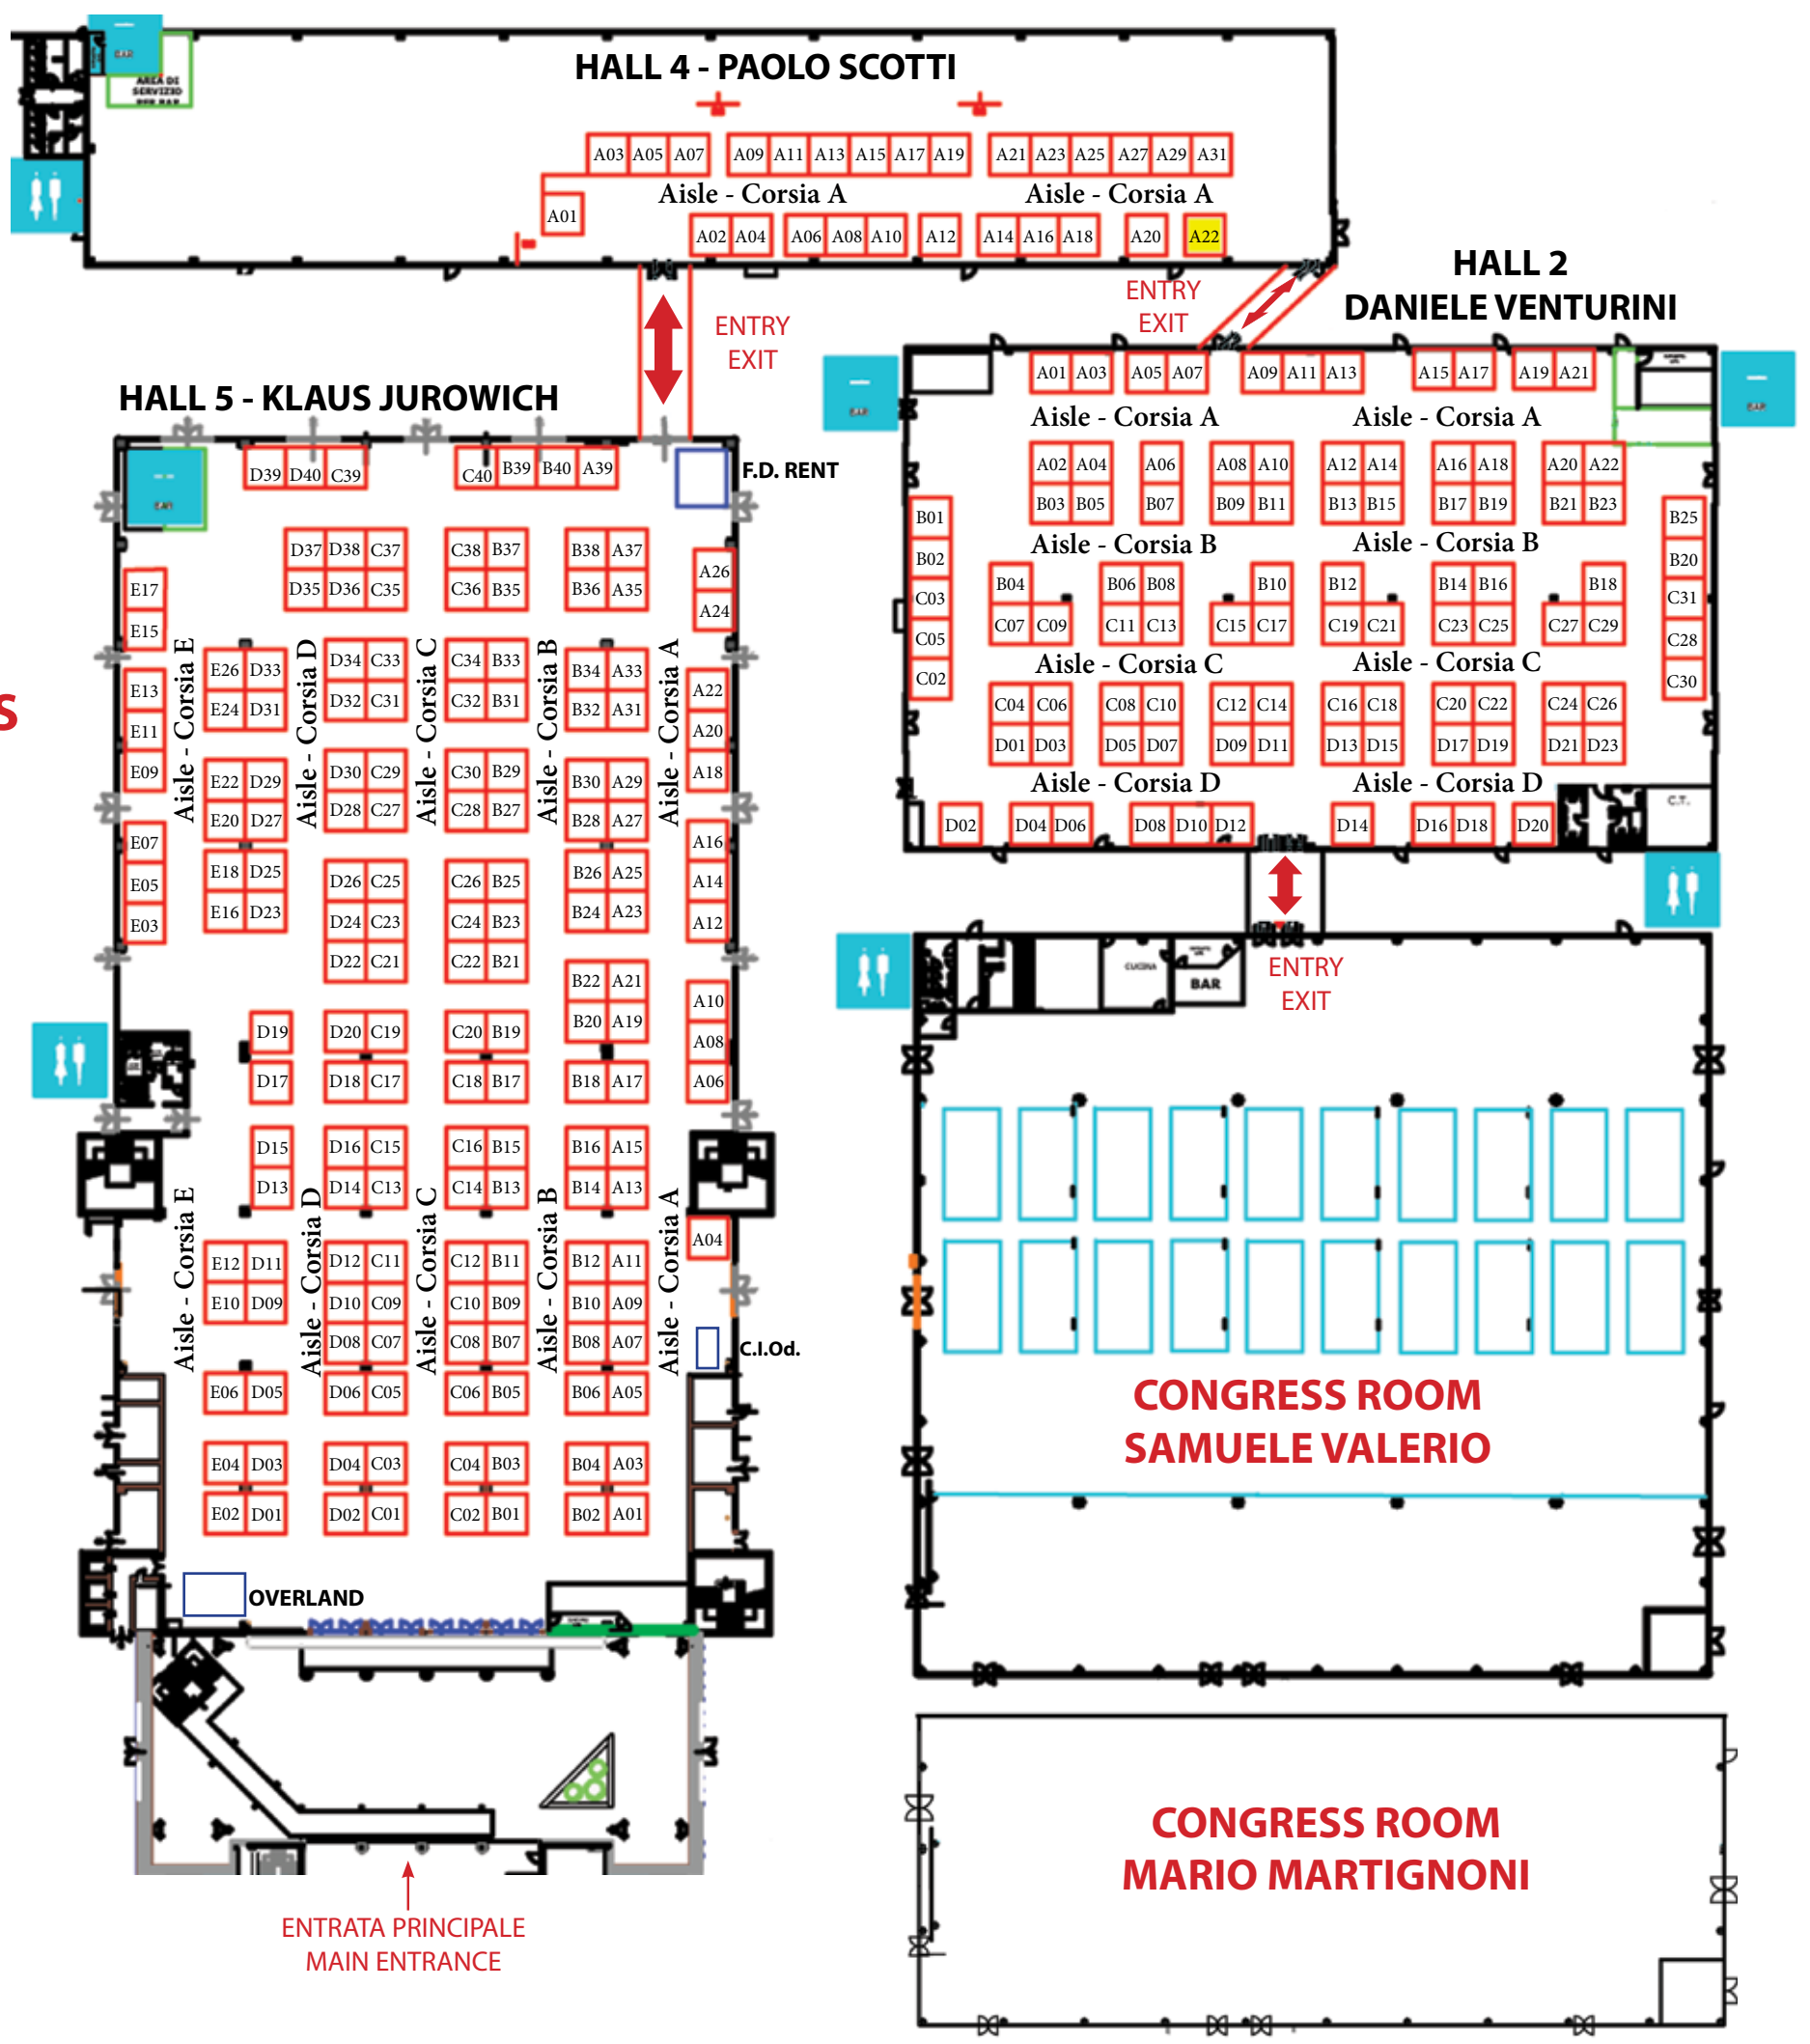 BAR
AREA DI
SERVIZIO
PER BAR
HALL 4 - PAOLO SCOTTI
A03 A05 A07 A09 A11 A13 A15 A17 A19 A21 A23 A25 A27 A29 A31
Aisle - Corsia A Aisle - Corsia A
A01
A02 A04 A06 A08 A10 A12 A14 A16 A18 A20 A22
ENTRY
EXIT
ENTRY
EXIT
HALL 2
DANIELE VENTURINI
BAR
BAR
A01 A03 A05 A07 A09 A11 A13 A15 A17 A19 A21
Aisle - Corsia A Aisle - Corsia A
A02 A04 A06 A08 A10 A12 A14 A16 A18 A20 A22
B03 B05 B07 B09 B11 B13 B15 B17 B19 B21 B23
B01 B25
Aisle - Corsia B Aisle - Corsia B
B02 B20
B04 B06 B08 B10 B12 B14 B16 B18
C03 C31
C07 C09 C11 C13 C15 C17 C19 C21 C23 C25 C27 C29
C05 C28
Aisle - Corsia C Aisle - Corsia C
C02 C30
C04 C06 C08 C10 C12 C14 C16 C18 C20 C22 C24 C26
D01 D03 D05 D07 D09 D11 D13 D15 D17 D19 D21 D23
Aisle - Corsia D Aisle - Corsia D
C.T.
D02 D04 D06 D08 D10 D12 D14 D16 D18 D20
HALL 5 - KLAUS JUROWICH
BAR
F.D. RENT
D39 D40 C39 C40 B39 B40 A39
D37 D38 C37 C38 B37 B38 A37
A26
E17 D35 D36 C35 C36 B35 B36 A35
A24
E15
Aisle - Corsia E Aisle - Corsia D Aisle - Corsia C Aisle - Corsia B Aisle - Corsia A
E26 D33 D34 C33 C34 B33 B34 A33
E13 A22
E24 D31 D32 C31 C32 B31 B32 A31
E11 A20
E09 A18
E22 D29 D30 C29 C30 B29 B30 A29
E20 D27 D28 C27 C28 B27 B28 A27
E07 A16
E18 D25 D26 C25 C26 B25 B26 A25
E05 A14
E16 D23 D24 C23 C24 B23 B24 A23
E03 A12
D22 C21 C22 B21 B22 A21
A10
D19 D20 C19 C20 B19 B20 A19
A08
D17 D18 C17 C18 B17 B18 A17 A06
D15 D16 C15 C16 B15 B16 A15
D13 D14 C13 C14 B13 B14 A13
Aisle - Corsia E Aisle - Corsia D Aisle - Corsia C Aisle - Corsia B Aisle - Corsia A
A04
E12 D11 D12 C11 C12 B11 B12 A11
E10 D09 D10 C09 C10 B09 B10 A09
D08 C07 C08 B07 B08 A07
C.I.Od.
E06 D05 D06 C05 C06 B05 B06 A05
E04 D03 D04 C03 C04 B03 B04 A03
E02 D01 D02 C01 C02 B01 B02 A01
OVERLAND
S
CUCINA
BAR
ENTRY
EXIT
CONGRESS ROOM
SAMUELE VALERIO
CONGRESS ROOM
MARIO MARTIGNONI
ENTRATA PRINCIPALE
MAIN ENTRANCE